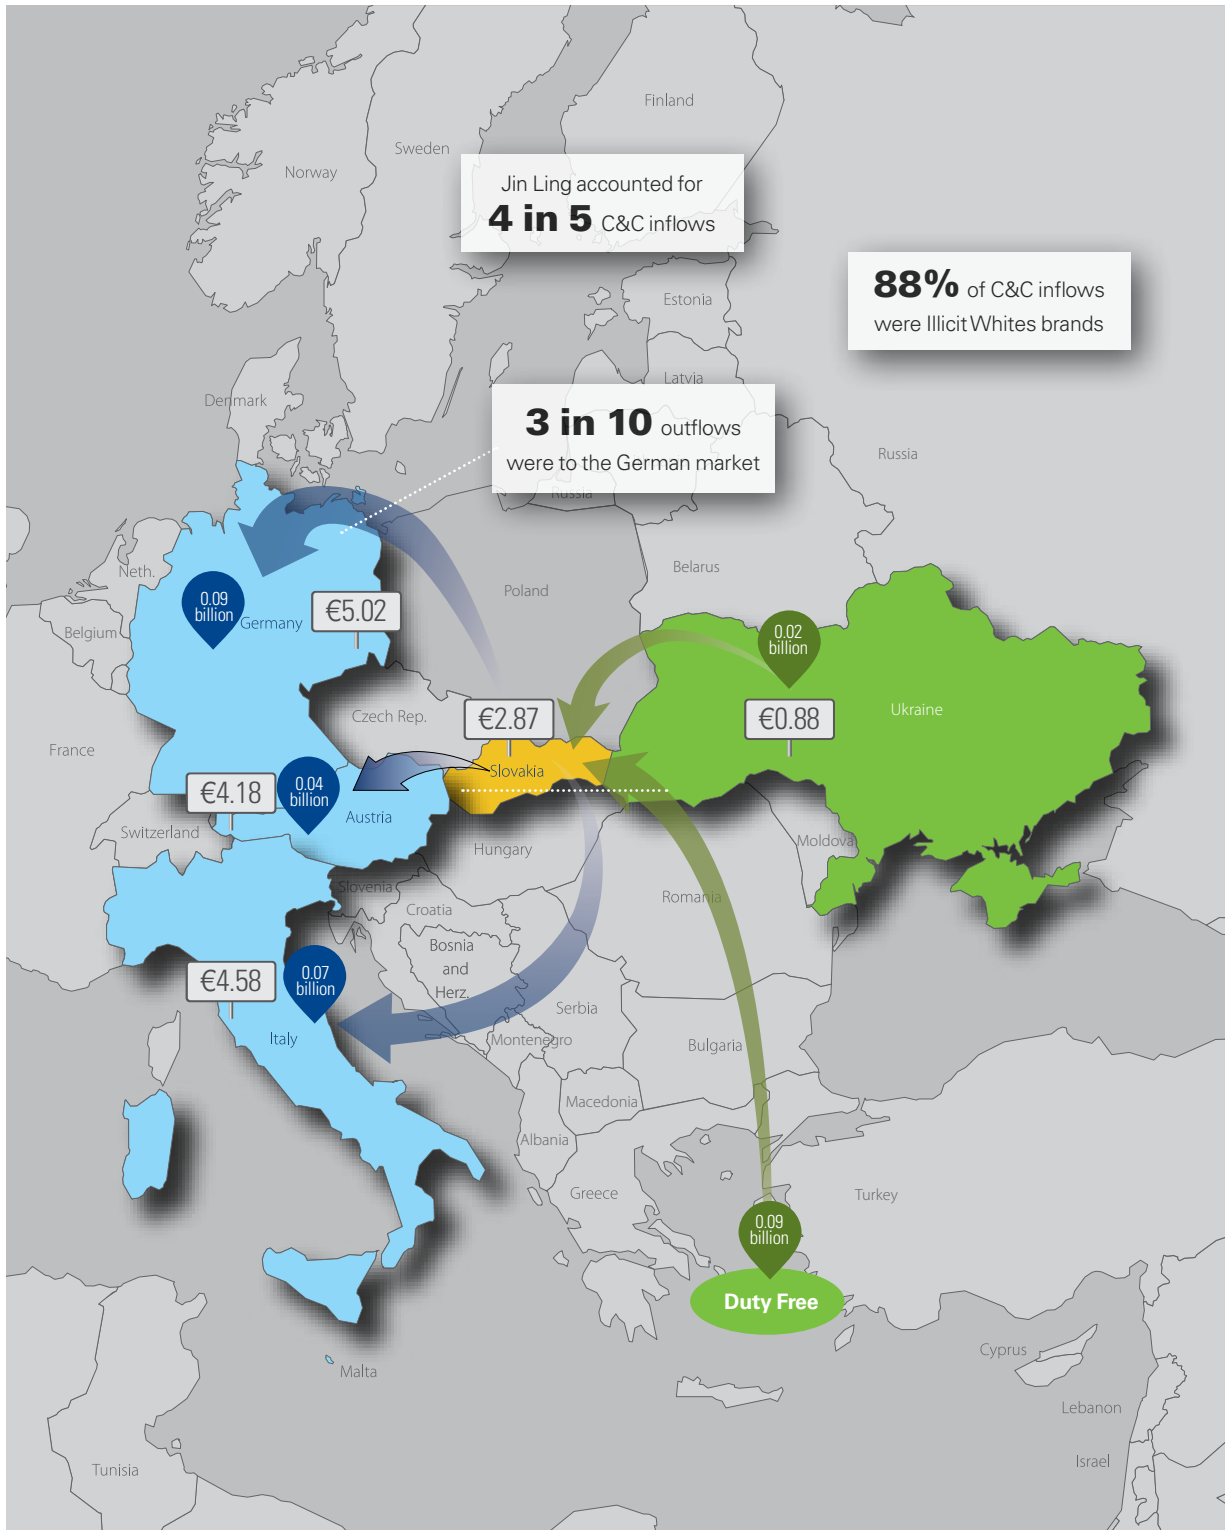 Finland
Sweden
Norway
Jin Ling accounted for
4 in 5 C&C inflows
88% of C&C inflows
were Illicit Whites brands
Estonia
Latvia
Denmark
3 in 10 outflows
were to the German market
Russia
Russia
Neth.
Belarus
Poland
0.09
billion
Germany
€5.02
Belgium
0.02
billion
€2.87
€0.88
Ukraine
Czech Rep.
France
Slovakia
€4.18
0.04
billion
Austria
Switzerland
Hungary
Moldova
Slovenia
Romania
Croatia
Bosnia
and
Herz.
€4.58
0.07
billion
Serbia
Italy
Montenegro
Bulgaria
Macedonia
Albania
Greece
Turkey
0.09
billion
Duty Free
Cyprus
Malta
Lebanon
Israel
Tunisia